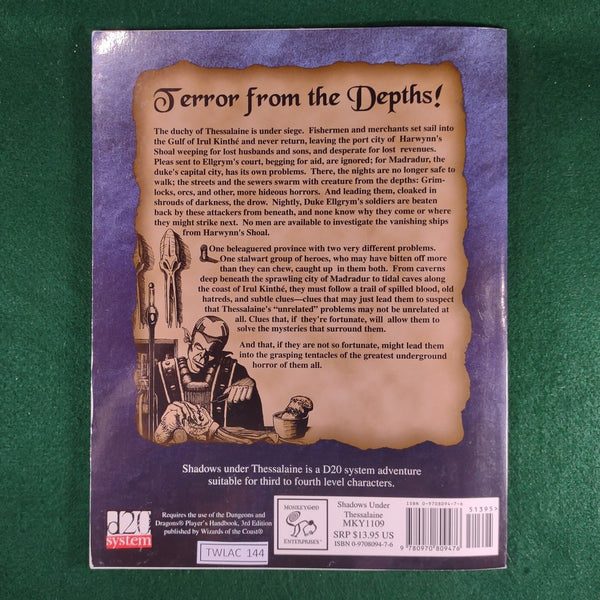 Terror from the Depths!
The duchy of Thessalaine is under siege. Fishermen and merchants set sail into
the Gulf of Irul Kinthé and never return, leaving the port city of Harwynn's
Shoal weeping for lost husbands and sons, and desperate for lost revenues.
Pleas sent to Ellgrym's court, begging for aid, are ignored; for Madradur, the
duke's capital city, has its own problems. There, the nights are no longer safe to
walk; the streets and the sewers swarm with creature from the depths: Grim-
locks, orcs, and other, more hideous horrors. And leading them, cloaked in
shrouds of darkness, the drow. Nightly, Duke Ellgrym's soldiers are beaten
back by these attackers from beneath, and none know why they come or where
they might strike next. No men are available to investigate the vanishing ships
from Harwynn's Shoal.
One beleaguered province with two very different problems.
One stalwart group of heroes, who may have bitten off more
than they can chew, caught up in them both. From caverns
deep beneath the sprawling city of Madradur to tidal caves along
the coast of Irul Kinthé, they must follow a trail of spilled blood, old
hatreds, and subtle clues—clues that may just lead them to suspect
that Thessalaine's "unrelated" problems may not be unrelated at
all. Clues that, if they're fortunate, will allow them to
solve the mysteries that surround them.
And that, if they are not so fortunate, might lead them
into the grasping tentacles of the greatest underground
horror of them all.
Shadows under Thessalaine is a D20 system adventure
suitable for third to fourth level characters.
d20
system
Requires the use of the Dungeons and
Dragons® Player's Handbook, 3rd Edition
published by Wizards of the Coast®
TWLAC 144
MONKEYGOD
ENTERPRISES™
Shadows Under
Thessalaine
MKY1109
SRP $13.95 US
ISBN 0-9708094-7-6
ISBN 0-9708094-7-6
51395>
9 780970 809476